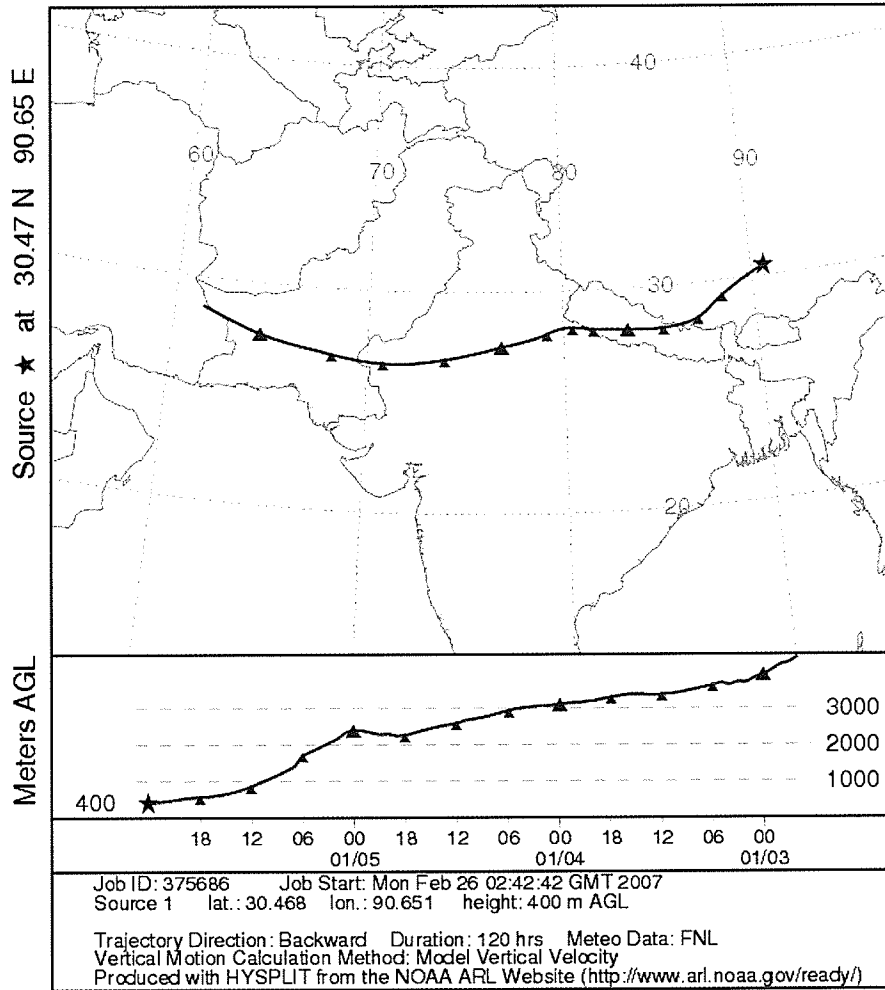 Source ★ at 30.47 N 90.65 E
40
60
70
80
90
30
20
Meters AGL
3000
2000
1000
400
18 12 06 00 18 12 06 00 18 12 06 00
01/05 01/04 01/03
Job ID: 375686 Job Start: Mon Feb 26 02:42:42 GMT 2007
Source 1 lat.: 30.468 lon.: 90.651 height: 400 m AGL
Trajectory Direction: Backward Duration: 120 hrs Meteo Data: FNL
Vertical Motion Calculation Method: Model Vertical Velocity
Produced with HYSPLIT from the NOAA ARL Website (http://www.arl.noaa.gov/ready/)